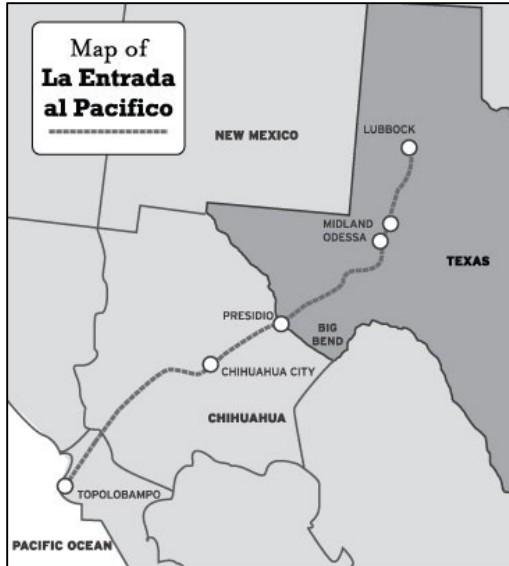 Map of
La Entrada
al Pacifico
NEW MEXICO
LUBBOCK
MIDLAND
ODESSA
TEXAS
PRESIDIO
BIG
BEND
CHIHUAHUA CITY
CHIHUAHUA
TOPOLOBAMPO
PACIFIC OCEAN